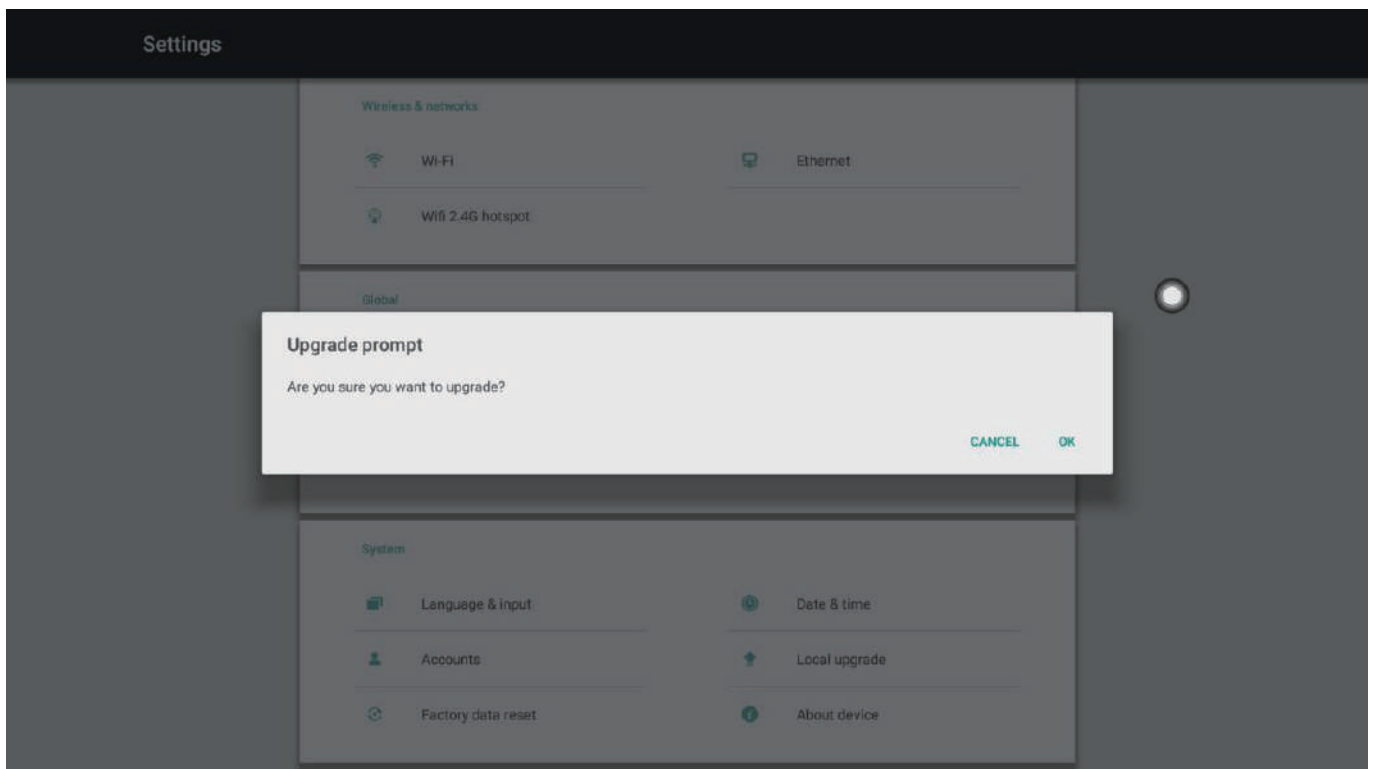 Settings
Wireless & networks
Wi-Fi
Ethernet
Wifi 2.4G hotspot
Global
Upgrade prompt
Are you sure you want to upgrade?
CANCEL OK
System
Language & input
Date & time
Accounts
Local upgrade
Factory data reset
About device